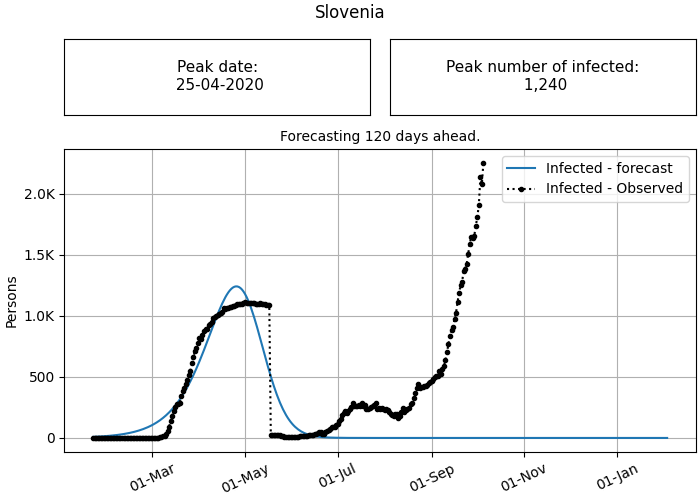 Slovenia
Peak date:
25-04-2020
Peak number of infected:
1,240
Forecasting 120 days ahead.
Infected - forecast
Infected - Observed
Persons
2.0K
1.5K
1.0K
500
0
01-Mar
01-May
01-Jul
01-Sep
01-Nov
01-Jan